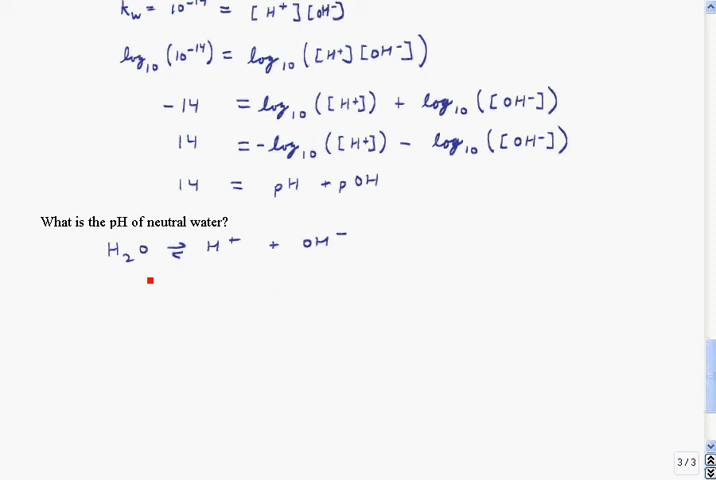 Kw = 10⁻¹⁴ = [H⁺][OH⁻]
log₁₀(10⁻¹⁴) = log₁₀([H⁺][OH⁻])
-14 = log₁₀([H⁺]) + log₁₀([OH⁻])
14 = -log₁₀([H⁺]) - log₁₀([OH⁻])
14 = pH + pOH
What is the pH of neutral water?
H₂O ⇌ H⁺ + OH⁻
3 / 3